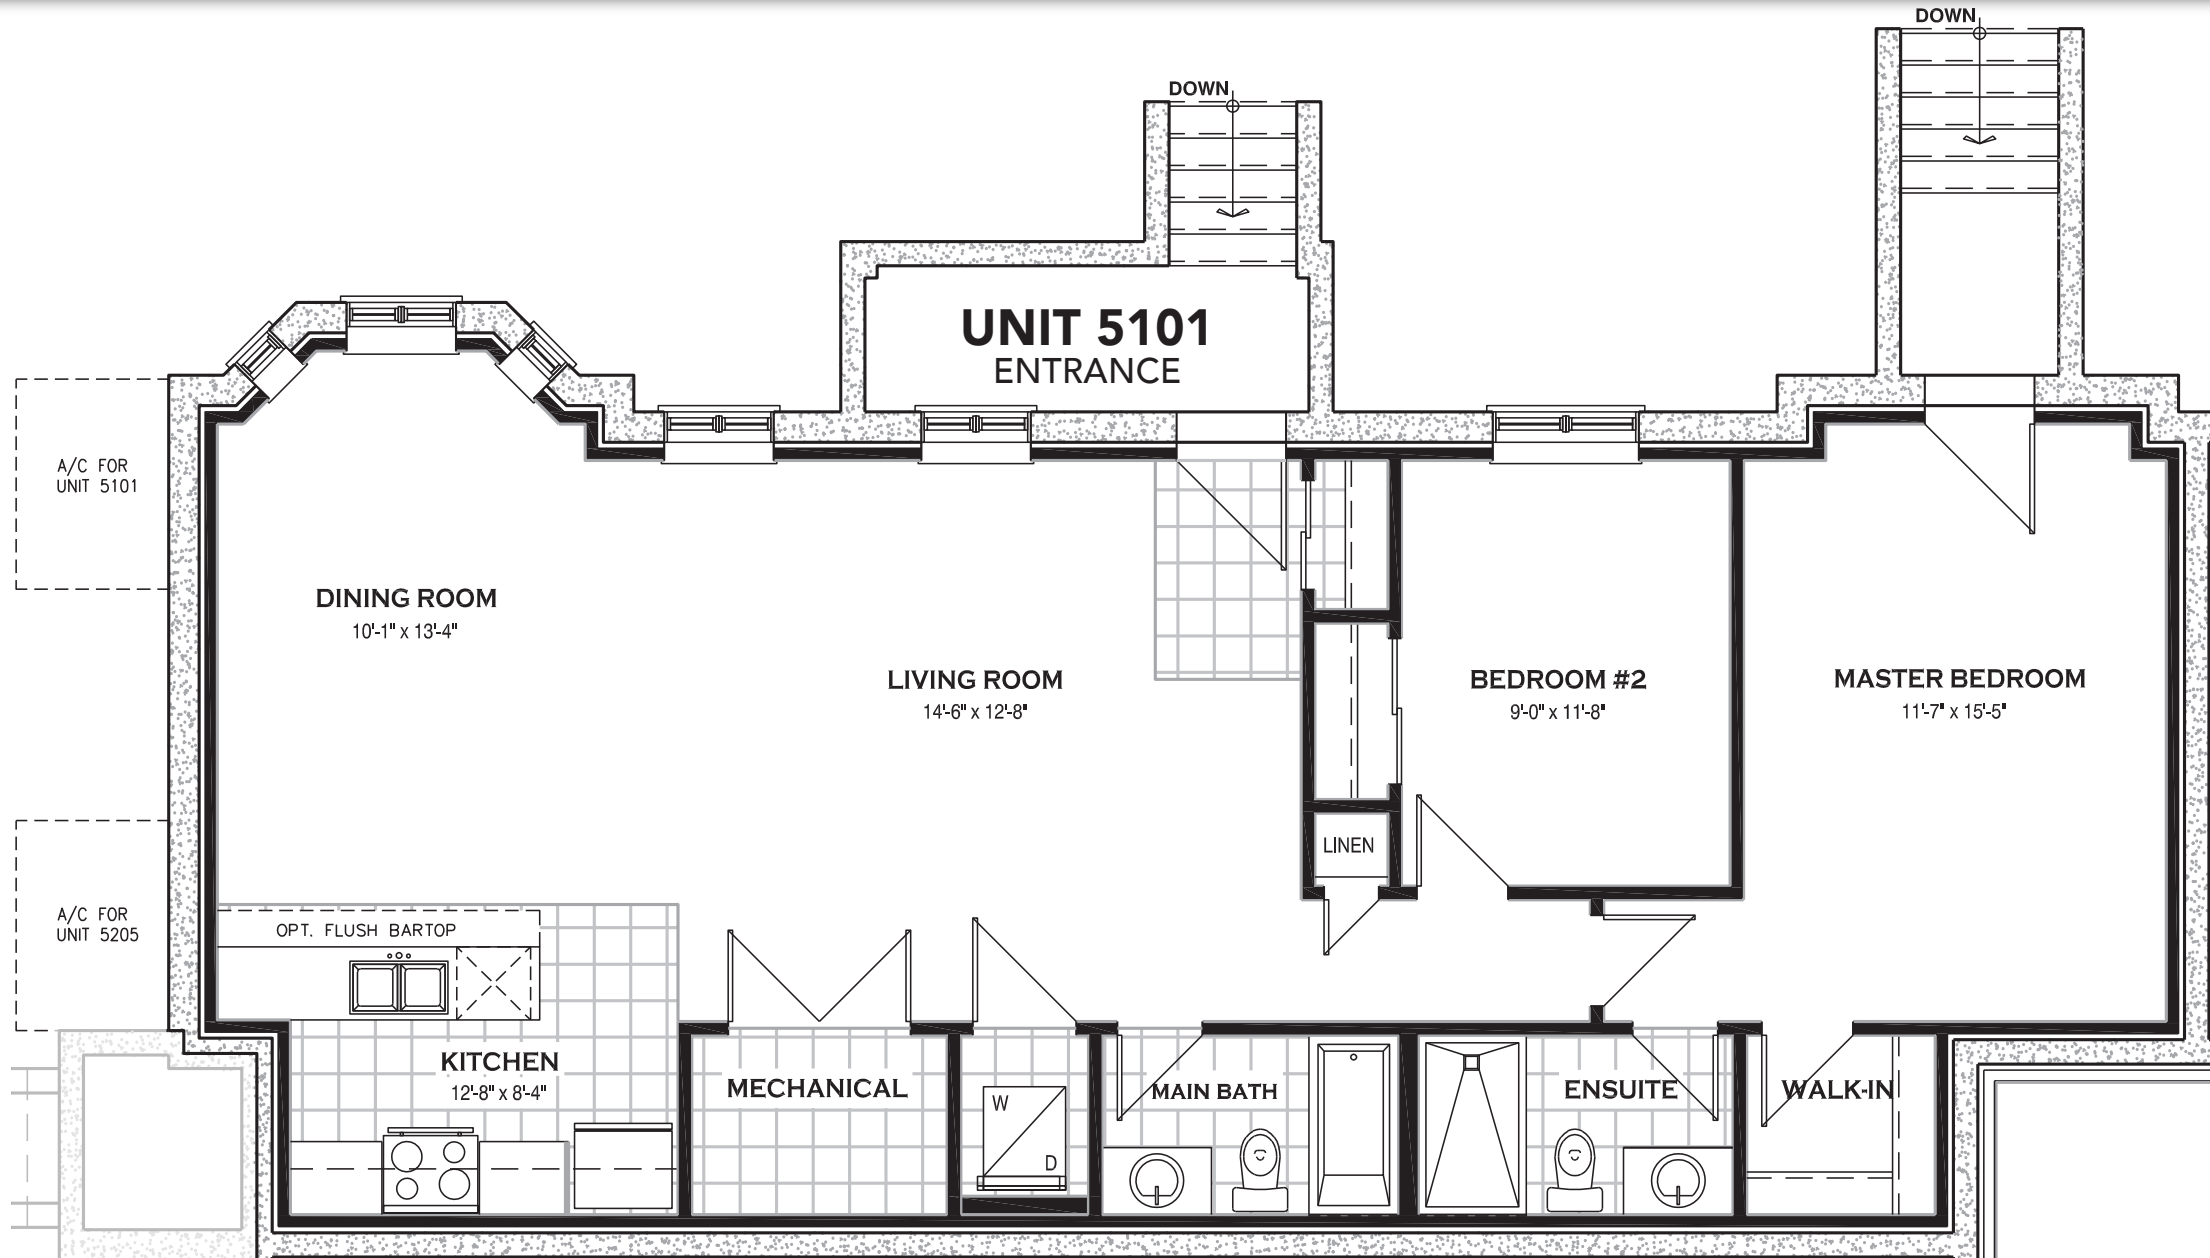 DOWN
DOWN
UNIT 5101
ENTRANCE
A/C FOR
UNIT 5101
DINING ROOM
10'-1" x 13'-4"
LIVING ROOM
14'-6" x 12'-8"
BEDROOM #2
9'-0" x 11'-8"
MASTER BEDROOM
11'-7" x 15'-5"
LINEN
A/C FOR
UNIT 5205
OPT. FLUSH BARTOP
KITCHEN
12'-8" x 8'-4"
MECHANICAL
W
D
MAIN BATH
ENSUITE
WALK-IN